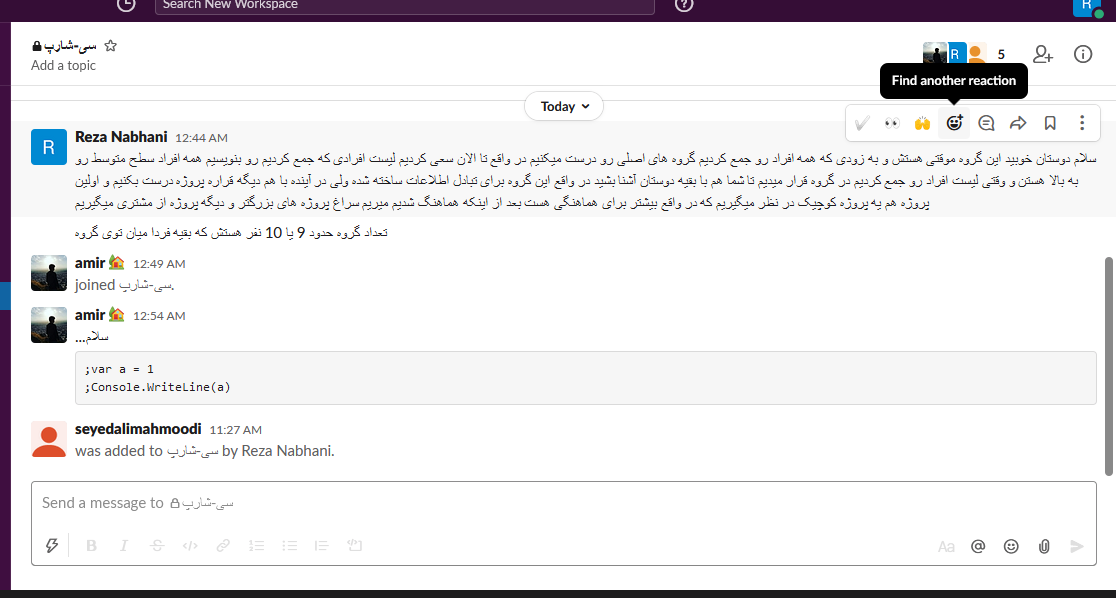 Search New Workspace
R
سی-شارپ
Add a topic
R
5
Find another reaction
Today
R
Reza Nabhani 12:44 AM
سلام دوستان خوبید این گروه موقتی هستش و به زودی که همه افراد رو جمع کردیم گروه های اصلی رو درست میکنیم در واقع تا الان سعی کردیم لیست افرادی که جمع کردیم رو بنویسیم همه افراد سطح متوسط رو
به بالا هستن و وقتی لیست افراد رو جمع کردیم در گروه قرار میدیم تا شما هم با بقیه دوستان آشنا بشید در واقع این گروه برای تبادل اطلاعات ساخته شده ولی در آینده با هم دیگه قراره پروژه درست بکنیم و اولین
پروژه هم یه پروژه کوچیک در نظر میگیریم که در واقع بیشتر برای هماهنگی هست بعد از اینکه هماهنگ شدیم میریم سراغ پروژه های بزرگتر و دیگه پروژه از مشتری میگیریم
تعداد گروه حدود 9 یا 10 نفر هستش که بقیه فردا میان توی گروه
amir 12:49 AM
joined سی-شارپ.
amir 12:54 AM
سلام...
;var a = 1
;Console.WriteLine(a)
seyedalimahmoodi 11:27 AM
was added to سی-شارپ by Reza Nabhani.
Send a message to سی-شارپ
B I S </> Aa @